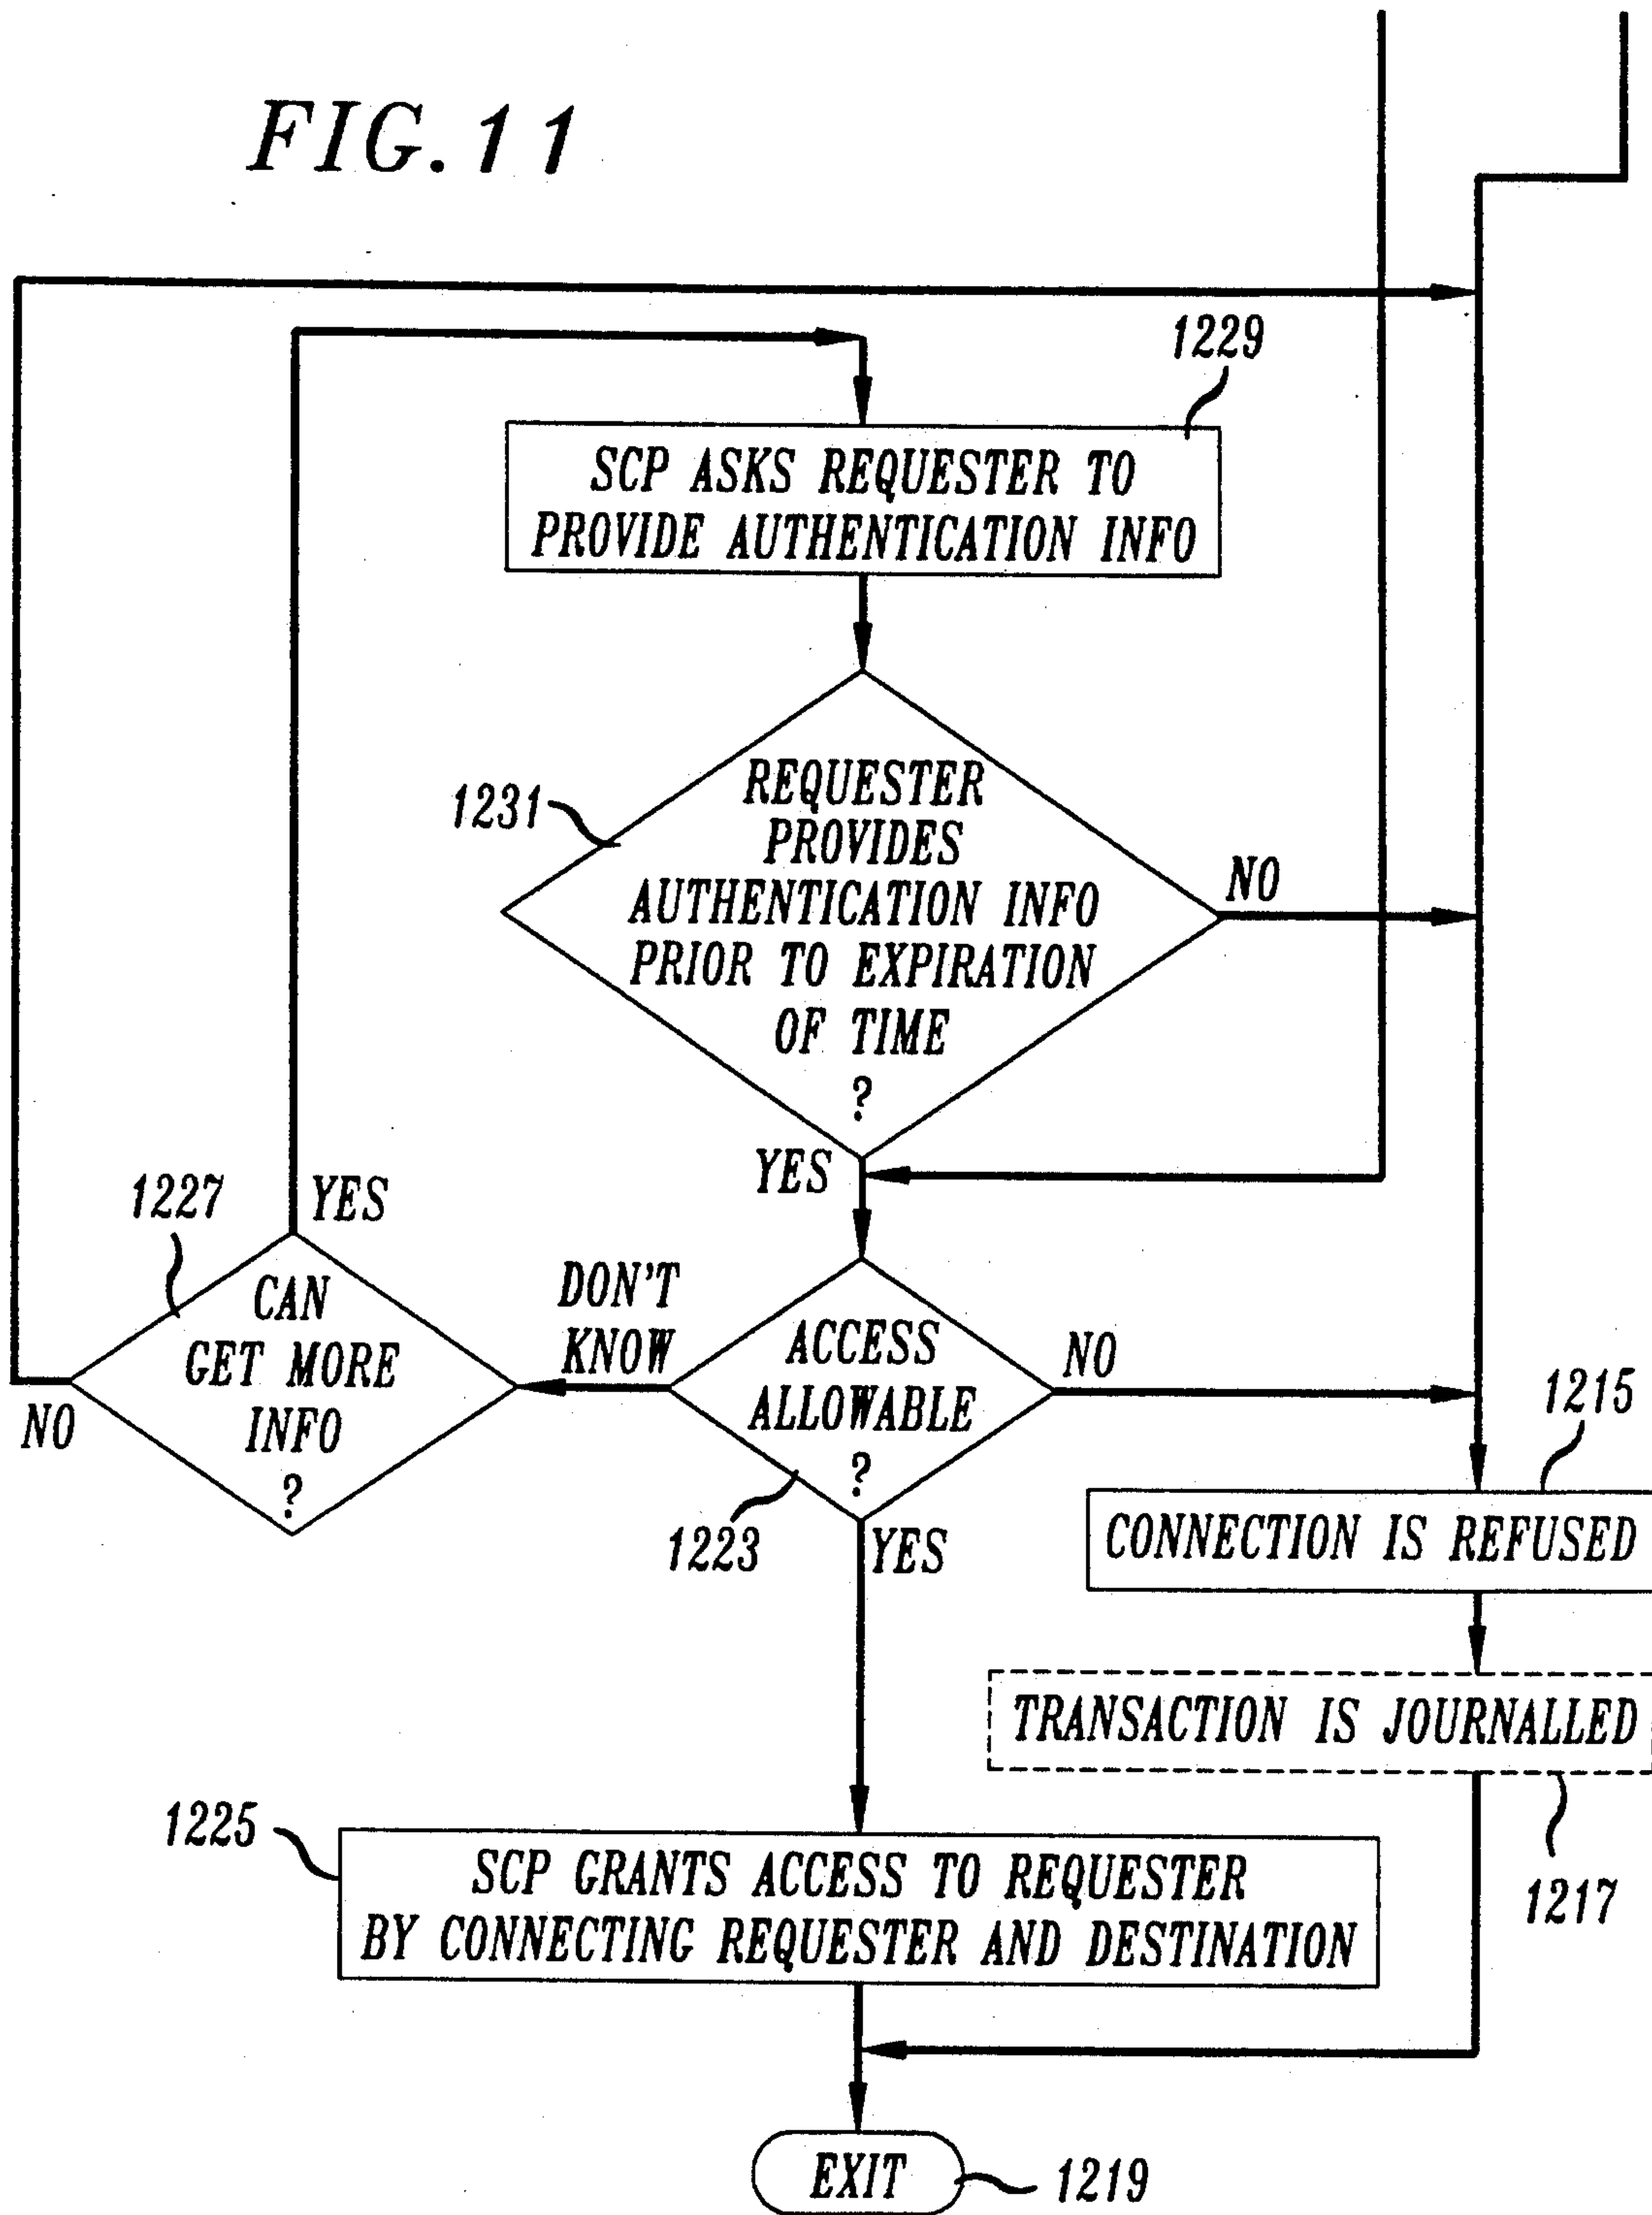 FIG. 11
1229
SCP ASKS REQUESTER TO
PROVIDE AUTHENTICATION INFO
1231
REQUESTER
PROVIDES
AUTHENTICATION INFO
PRIOR TO EXPIRATION
OF TIME
?
NO
YES
1227
YES
CAN
GET MORE
INFO
?
NO
DON'T
KNOW
ACCESS
ALLOWABLE
?
NO
1223
YES
1215
CONNECTION IS REFUSED
TRANSACTION IS JOURNALLED
1217
1225
SCP GRANTS ACCESS TO REQUESTER
BY CONNECTING REQUESTER AND DESTINATION
EXIT
1219